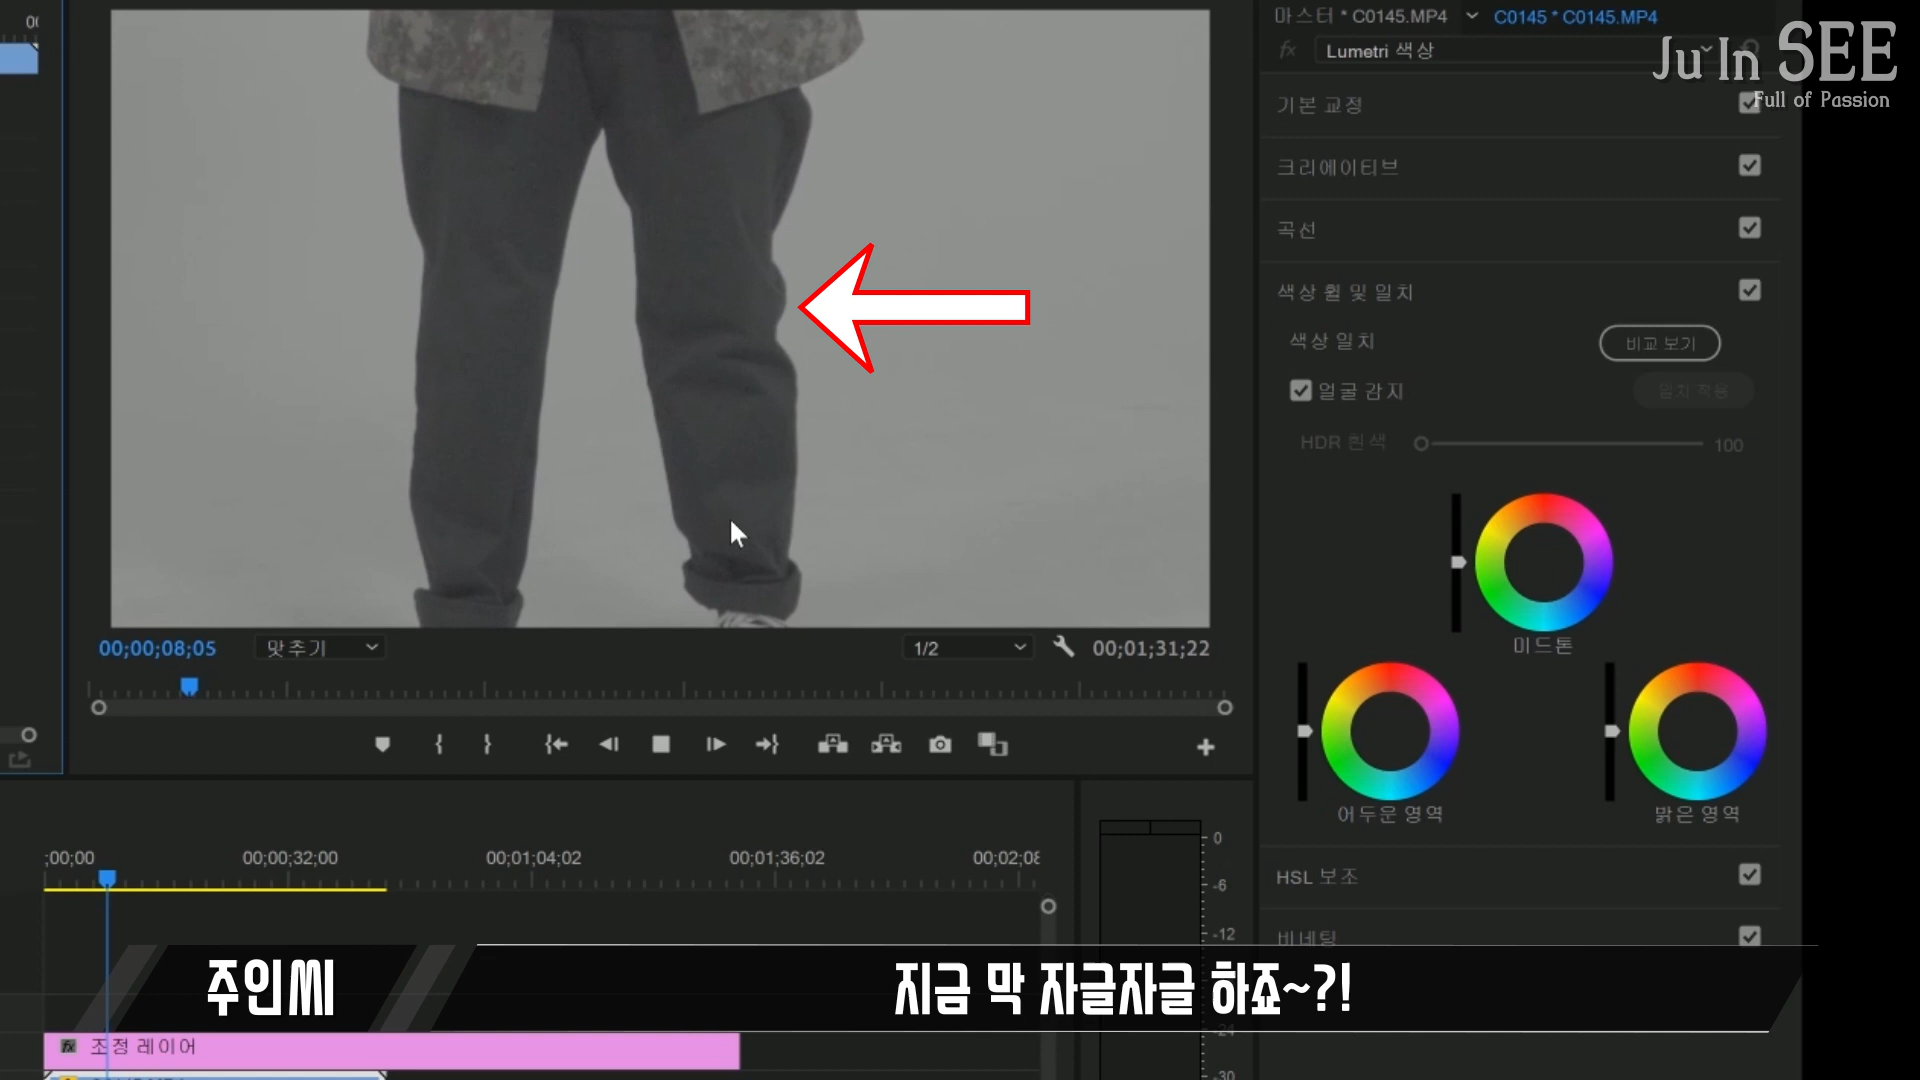 마스터 * C0145.MP4
C0145 * C0145.MP4
fx
Lumetri 색상
Ju In SEE
Full of Passion
기본 교정
크리에이티브
곡선
색상 휠 및 일치
색상 일치
비교 보기
얼굴 감지
일치 적용
HDR 흰색
100
미드톤
어두운 영역
밝은 영역
HSL 보조
비네팅
00;00;08;05
맞추기
1/2
00;01;31;22
;00;00
00;00;32;00
00;01;04;02
00;01;36;02
00;02;08
0
-6
-12
-24
-30
주인씨
지금 막 자글자글 하죠~?!
fx 조정 레이어